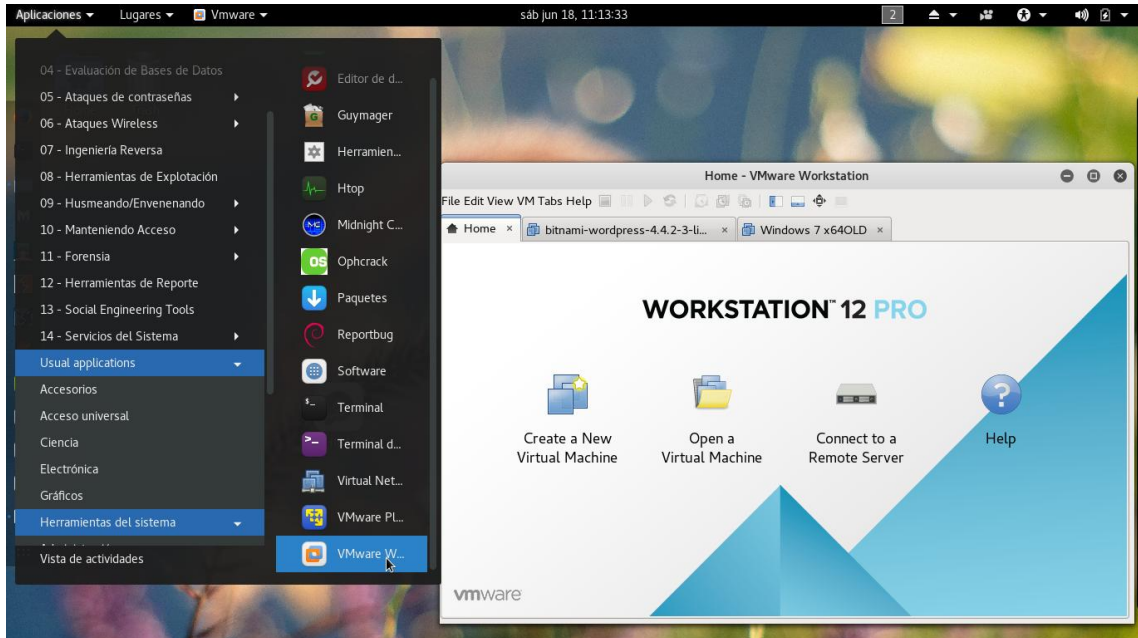 Aplicaciones Lugares Vmware sáb jun 18, 11:13:33 2
04 - Evaluación de Bases de Datos
05 - Ataques de contraseñas
06 - Ataques Wireless
07 - Ingeniería Reversa
08 - Herramientas de Explotación
09 - Husmeando/Envenenando
10 - Manteniendo Acceso
11 - Forensia
12 - Herramientas de Reporte
13 - Social Engineering Tools
14 - Servicios del Sistema
Usual applications
Accesorios
Acceso universal
Ciencia
Electrónica
Gráficos
Herramientas del sistema
Vista de actividades
Editor de d...
Guymager
Herramien...
Htop
Midnight C...
Ophcrack
Paquetes
Reportbug
Software
Terminal
Terminal d...
Virtual Net...
VMware Pl...
VMware W...
Home - VMware Workstation
File Edit View VM Tabs Help
Home bitnami-wordpress-4.4.2-3-li... Windows 7 x64OLD
WORKSTATION™ 12 PRO
Create a New
Virtual Machine
Open a
Virtual Machine
Connect to a
Remote Server
Help
vmware